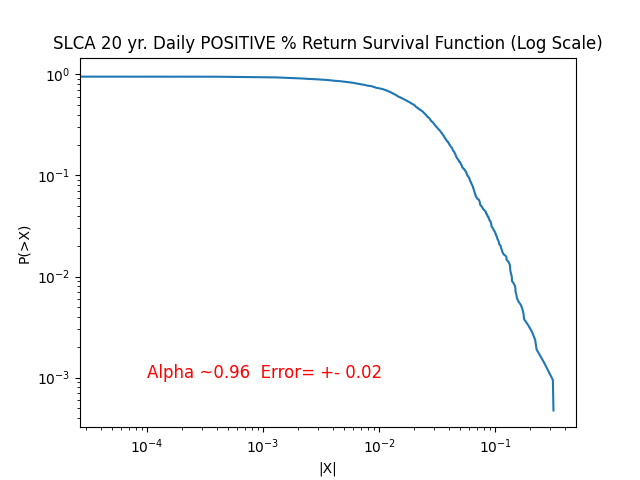 SLCA 20 yr. Daily POSITIVE % Return Survival Function (Log Scale)
10⁰
10⁻¹
10⁻²
10⁻³
P(>X)
Alpha ~0.96  Error= +- 0.02
10⁻⁴
10⁻³
10⁻²
10⁻¹
|X|